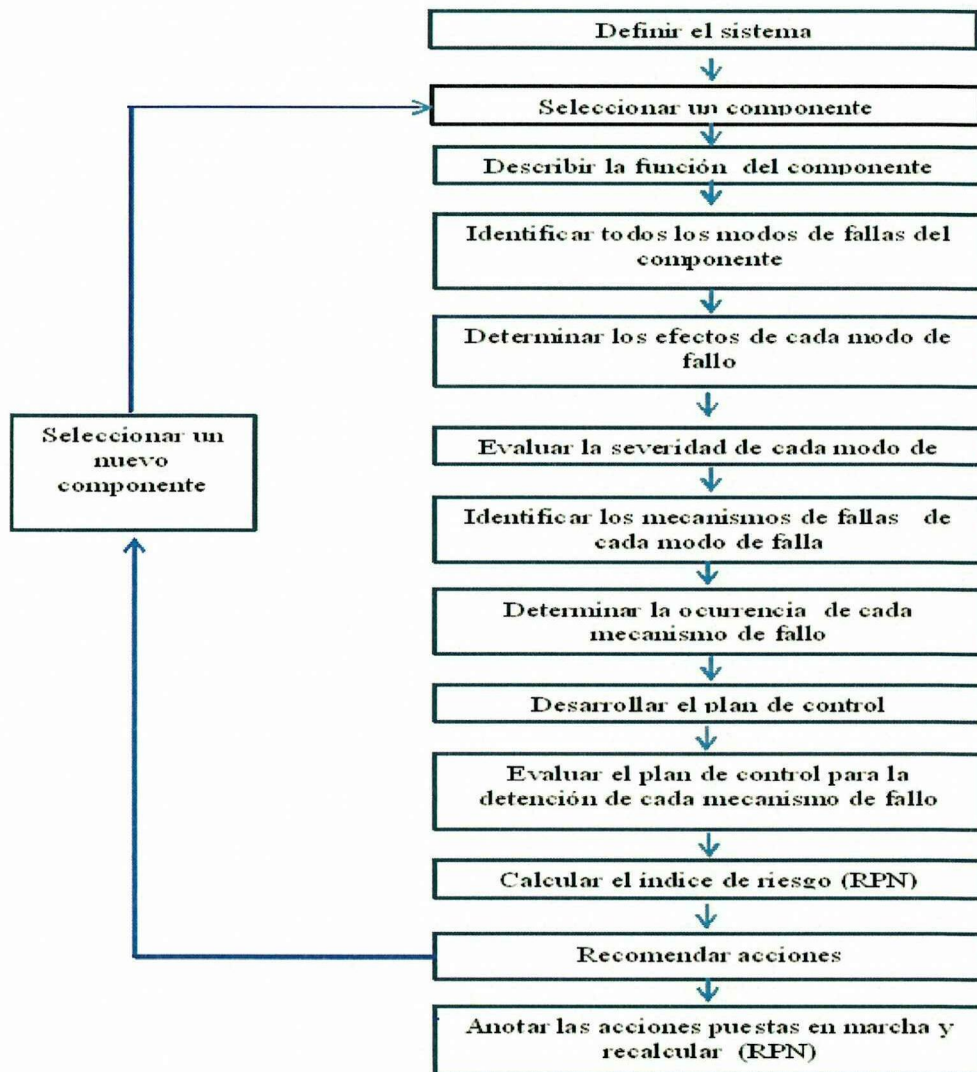 Definir el sistema
Seleccionar un componente
Describir la función del componente
Identificar todos los modos de fallas del
componente
Determinar los efectos de cada modo de
fallo
Evaluar la severidad de cada modo de
Identificar los mecanismos de fallas de
cada modo de falla
Determinar la ocurrencia de cada
mecanismo de fallo
Desarrollar el plan de control
Evaluar el plan de control para la
detención de cada mecanismo de fallo
Calcular el índice de riesgo (RPN)
Recomendar acciones
Anotar las acciones puestas en marcha y
recalcular (RPN)
Seleccionar un
nuevo
componente